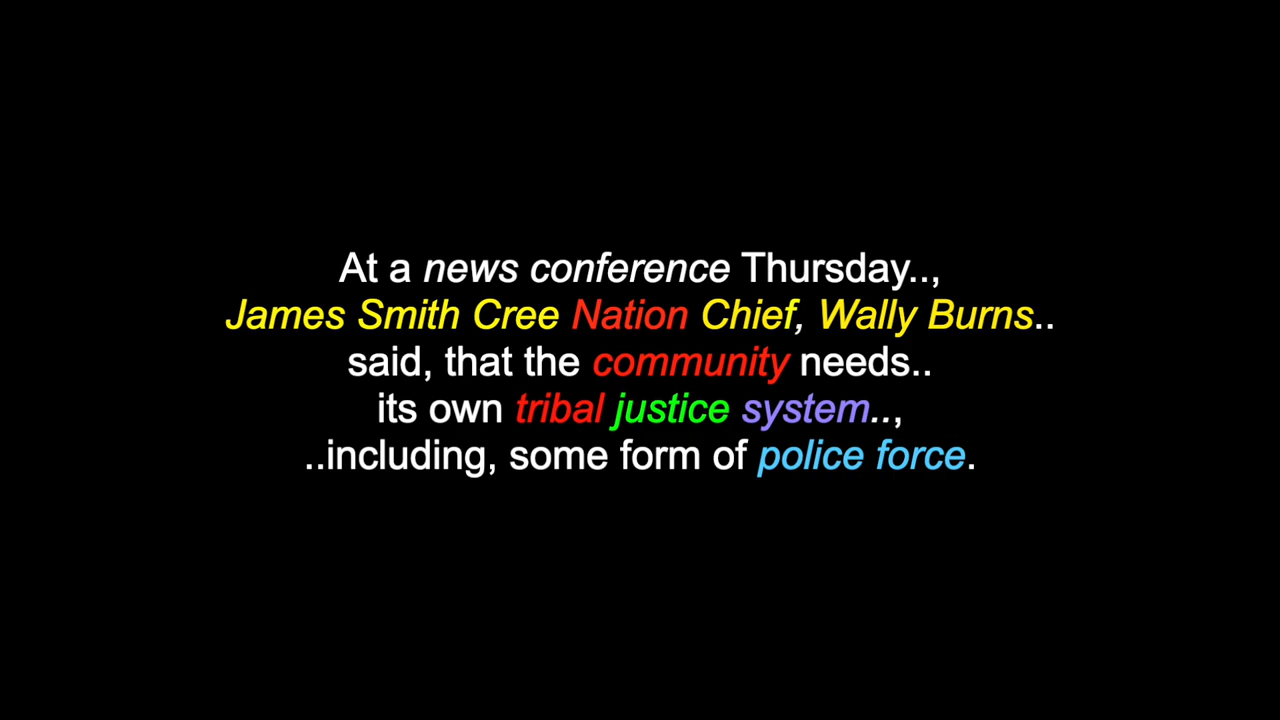 At a news conference Thursday..,
James Smith Cree Nation Chief, Wally Burns..
said, that the community needs..
its own tribal justice system..,
..including, some form of police force.